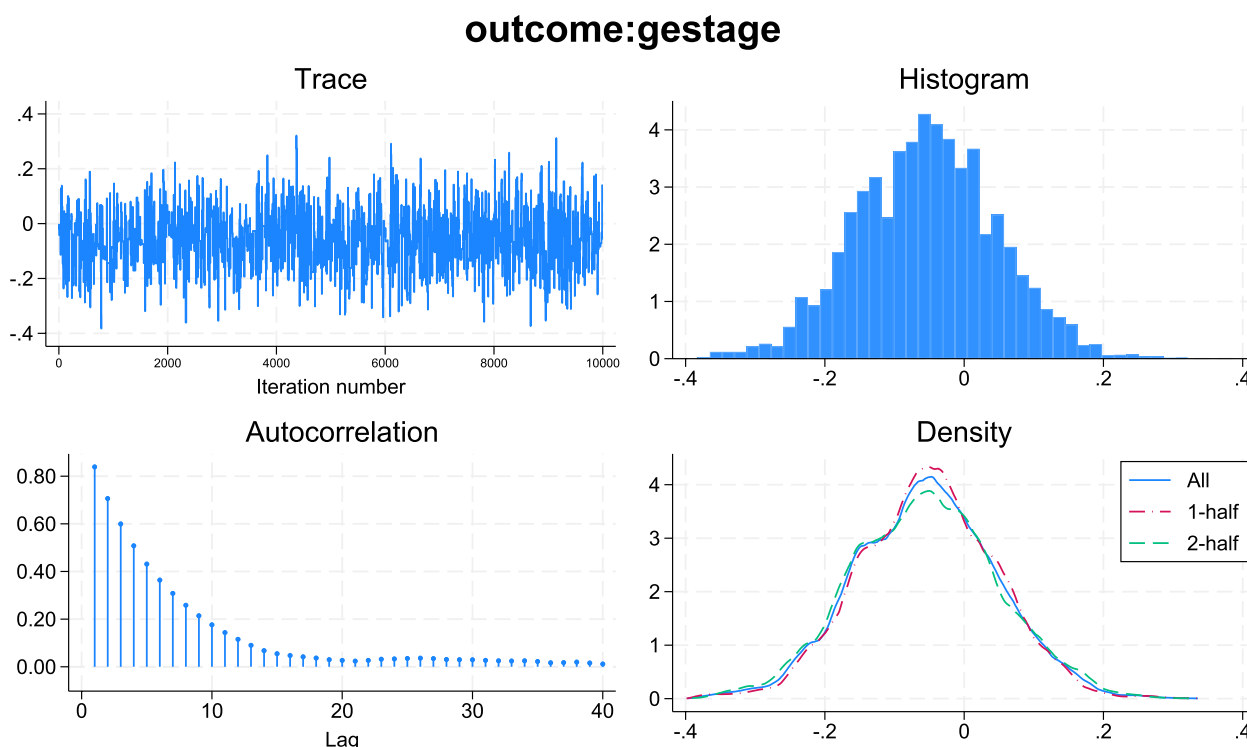 outcome:gestage
Trace
.4
.2
0
-.2
-.4
0 2000 4000 6000 8000 10000
Iteration number
Histogram
4
3
2
1
0
-.4 -.2 0 .2 .4
Autocorrelation
0.80
0.60
0.40
0.20
0.00
0 10 20 30 40
Lag
Density
4
3
2
1
0
-.4 -.2 0 .2 .4
All
1-half
2-half